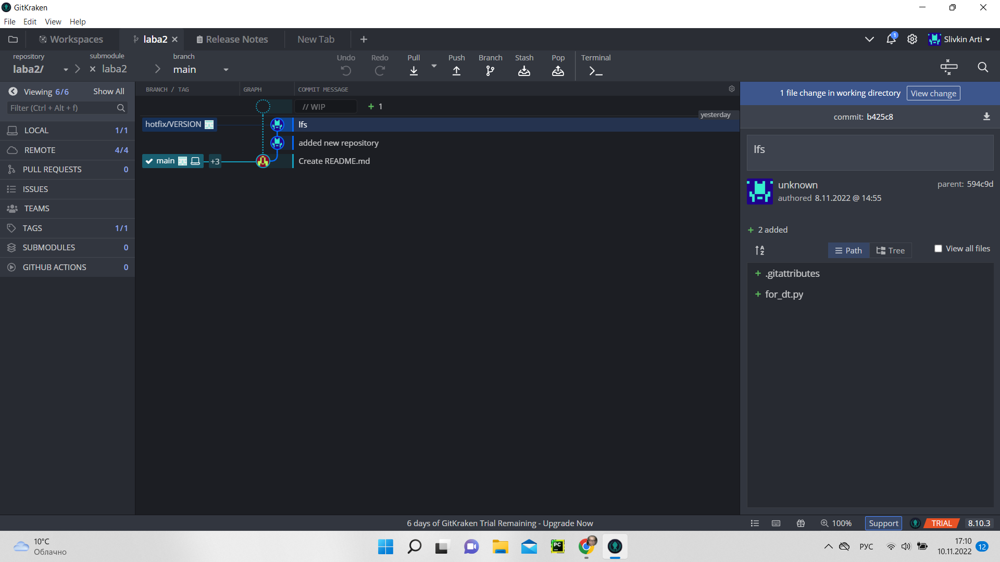 GitKraken
File Edit View Help
Workspaces laba2 Release Notes New Tab
1
Slivkin Arti
repository submodule branch
laba2/ laba2 main
Undo Redo Pull Push Branch Stash Pop Terminal
Viewing 6/6 Show All
Filter (Ctrl + Alt + f)
LOCAL 1/1
REMOTE 4/4
PULL REQUESTS 0
ISSUES
TEAMS
TAGS 1/1
SUBMODULES 0
GITHUB ACTIONS 0
BRANCH / TAG GRAPH COMMIT MESSAGE
// WIP + 1
yesterday
hotfix/VERSION lfs
added new repository
main +3 Create README.md
1 file change in working directory View change
commit: b425c8
lfs
unknown parent: 594c9d
authored 8.11.2022 @ 14:55
+ 2 added
A Z Path Tree View all files
+ .gitattributes
+ for_dt.py
6 days of GitKraken Trial Remaining - Upgrade Now
100% Support TRIAL 8.10.3
10°C
Облачно
PC
РУС
17:10
10.11.2022 12